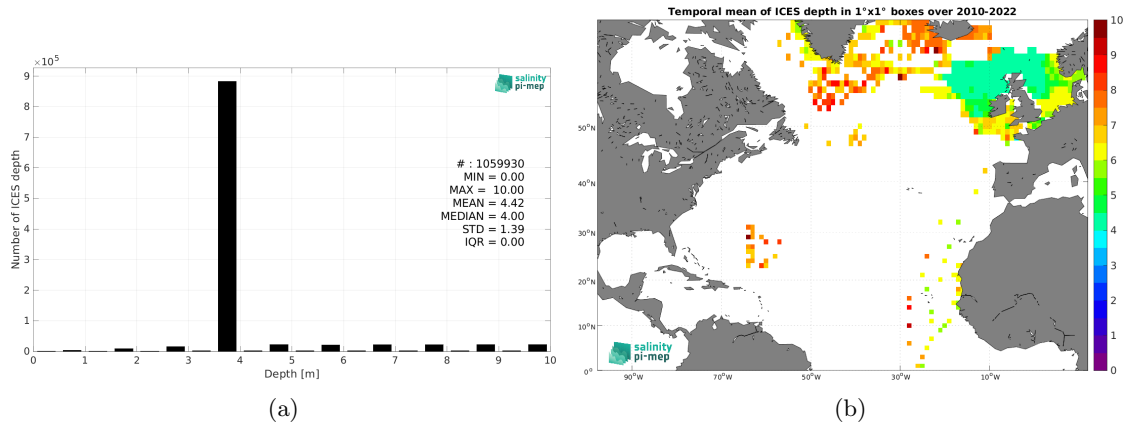 Temporal mean of ICES depth in 1°x1° boxes over 2010-2022
×10⁵
9
8
7
6
5
4
3
2
1
0
Number of ICES depth
salinity
pi-mep
# : 1059930
MIN = 0.00
MAX = 10.00
MEAN = 4.42
MEDIAN = 4.00
STD = 1.39
IQR = 0.00
0 1 2 3 4 5 6 7 8 9 10
Depth [m]
(a)
50°N
40°N
30°N
20°N
10°N
0°
salinity
pi-mep
90°W 70°W 50°W 30°W 10°W
10
9
8
7
6
5
4
3
2
1
0
(b)